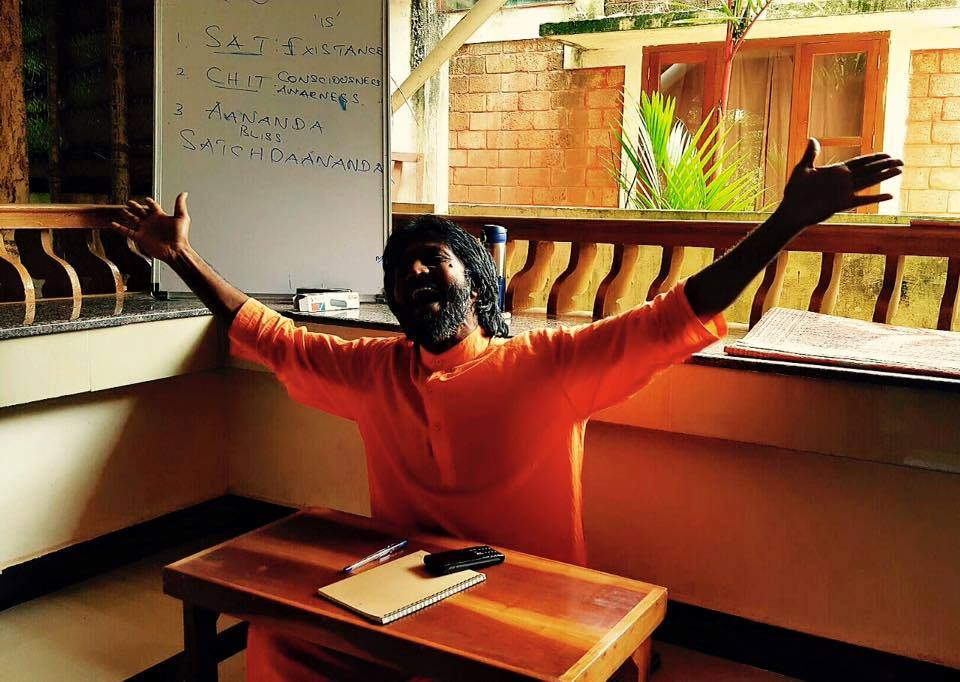 'IS'
1. SAT: EXISTANCE
2. CHIT CONSCIOUSNESS
AWARENESS.
3 AANANDA
BLISS
SATCHDAANANDA